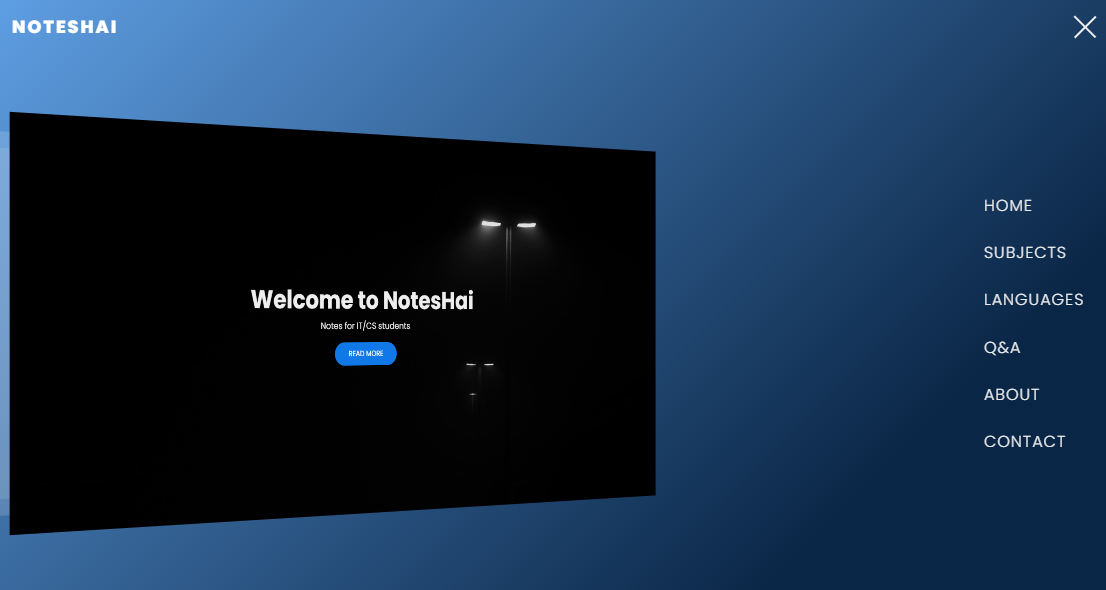 NOTESHAI
Welcome to NotesHai
Notes for IT/CS students
READ MORE
HOME
SUBJECTS
LANGUAGES
Q&A
ABOUT
CONTACT